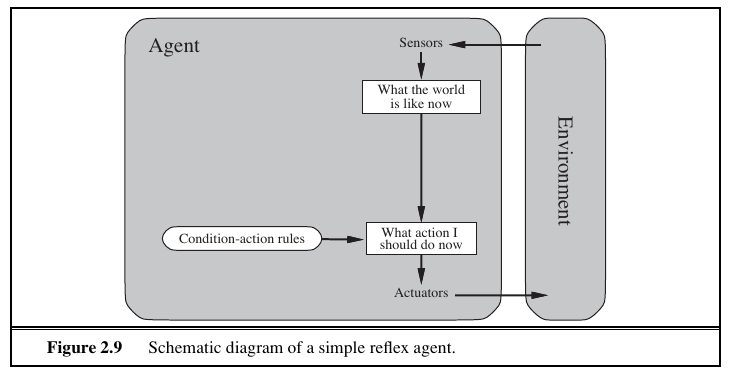 Agent
Sensors
What the world
is like now
Environment
Condition-action rules
What action I
should do now
Actuators
Figure 2.9 Schematic diagram of a simple reflex agent.